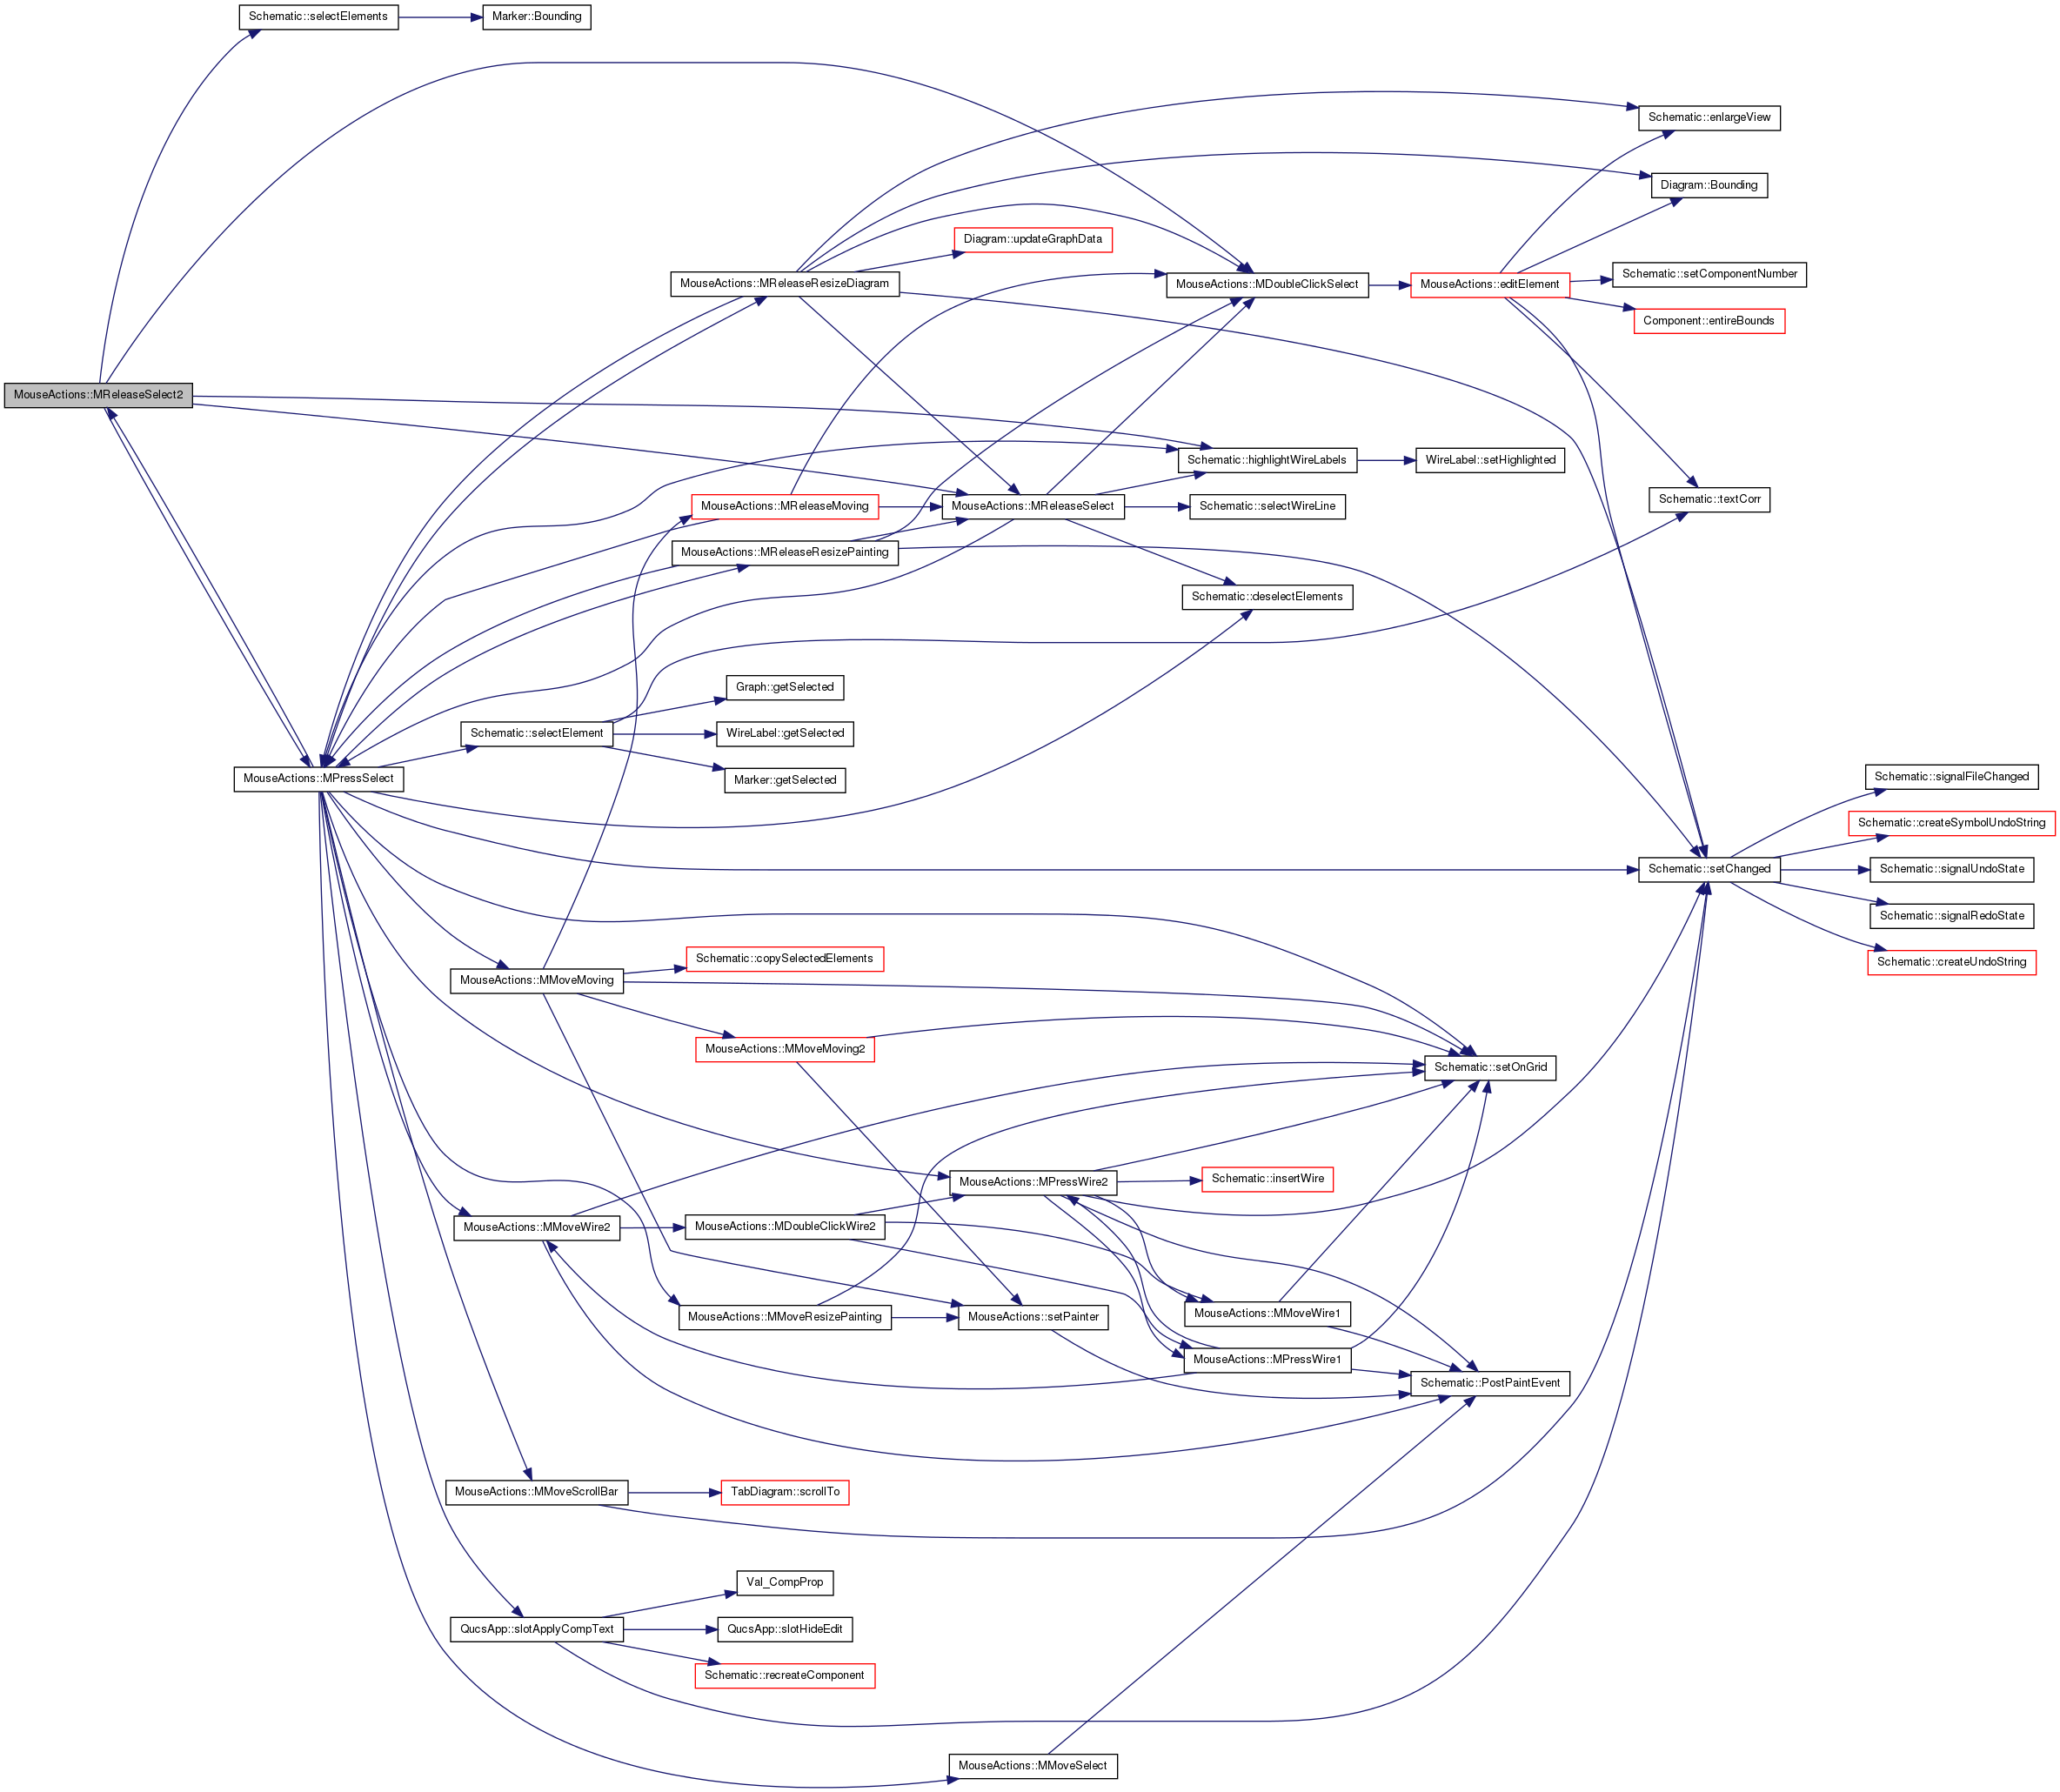 Schematic::selectElements
Marker::Bounding
Schematic::enlargeView
Diagram::Bounding
Diagram::updateGraphData
MouseActions::MReleaseResizeDiagram
MouseActions::MDoubleClickSelect
MouseActions::editElement
Schematic::setComponentNumber
Component::entireBounds
MouseActions::MReleaseSelect2
Schematic::highlightWireLabels
WireLabel::setHighlighted
MouseActions::MReleaseMoving
MouseActions::MReleaseSelect
Schematic::selectWireLine
Schematic::textCorr
MouseActions::MReleaseResizePainting
Schematic::deselectElements
Graph::getSelected
Schematic::selectElement
WireLabel::getSelected
MouseActions::MPressSelect
Marker::getSelected
Schematic::signalFileChanged
Schematic::createSymbolUndoString
Schematic::setChanged
Schematic::signalUndoState
Schematic::signalRedoState
Schematic::createUndoString
Schematic::copySelectedElements
MouseActions::MMoveMoving
MouseActions::MMoveMoving2
Schematic::setOnGrid
MouseActions::MPressWire2
Schematic::insertWire
MouseActions::MMoveWire2
MouseActions::MDoubleClickWire2
MouseActions::MMoveWire1
MouseActions::MMoveResizePainting
MouseActions::setPainter
MouseActions::MPressWire1
Schematic::PostPaintEvent
MouseActions::MMoveScrollBar
TabDiagram::scrollTo
Val_CompProp
QucsApp::slotApplyCompText
QucsApp::slotHideEdit
Schematic::recreateComponent
MouseActions::MMoveSelect